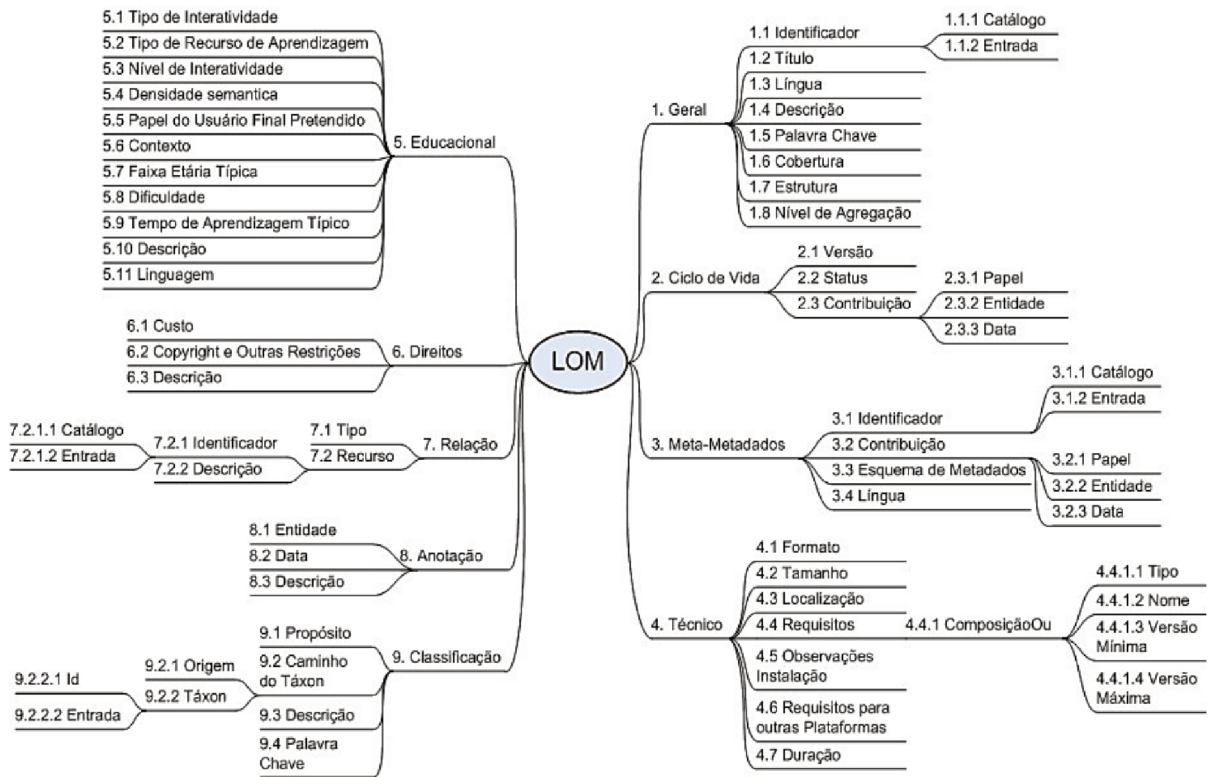 LOM
1. Geral
1.1 Identificador
1.1.1 Catálogo
1.1.2 Entrada
1.2 Título
1.3 Língua
1.4 Descrição
1.5 Palavra Chave
1.6 Cobertura
1.7 Estrutura
1.8 Nível de Agregação
2. Ciclo de Vida
2.1 Versão
2.2 Status
2.3 Contribuição
2.3.1 Papel
2.3.2 Entidade
2.3.3 Data
3. Meta-Metadados
3.1 Identificador
3.1.1 Catálogo
3.1.2 Entrada
3.2 Contribuição
3.2.1 Papel
3.2.2 Entidade
3.2.3 Data
3.3 Esquema de Metadados
3.4 Língua
4. Técnico
4.1 Formato
4.2 Tamanho
4.3 Localização
4.4 Requisitos
4.4.1 ComposiçãoOu
4.4.1.1 Tipo
4.4.1.2 Nome
4.4.1.3 Versão
Mínima
4.4.1.4 Versão
Máxima
4.5 Observações
Instalação
4.6 Requisitos para
outras Plataformas
4.7 Duração
5. Educacional
5.1 Tipo de Interatividade
5.2 Tipo de Recurso de Aprendizagem
5.3 Nível de Interatividade
5.4 Densidade semantica
5.5 Papel do Usuário Final Pretendido
5.6 Contexto
5.7 Faixa Etária Típica
5.8 Dificuldade
5.9 Tempo de Aprendizagem Típico
5.10 Descrição
5.11 Linguagem
6. Direitos
6.1 Custo
6.2 Copyright e Outras Restrições
6.3 Descrição
7. Relação
7.1 Tipo
7.2 Recurso
7.2.1 Identificador
7.2.1.1 Catálogo
7.2.1.2 Entrada
7.2.2 Descrição
8. Anotação
8.1 Entidade
8.2 Data
8.3 Descrição
9. Classificação
9.1 Propósito
9.2 Caminho
do Táxon
9.2.1 Origem
9.2.2 Táxon
9.2.2.1 Id
9.2.2.2 Entrada
9.3 Descrição
9.4 Palavra
Chave